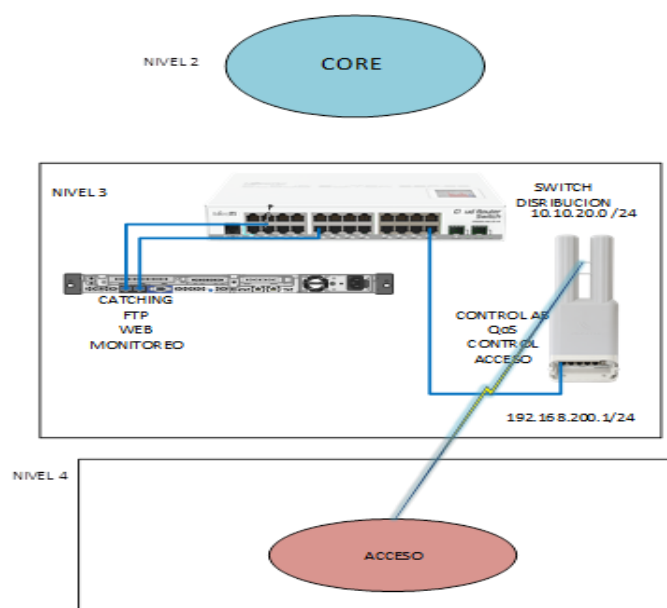 NIVEL 2
CORE
NIVEL 3
SWITCH
DISRIBUCION
10.10.20.0 /24
CATCHING
FTP
WEB
MONITOREO
CONTROL AB
QoS
CONTROL
ACCESO
192.168.200.1/24
NIVEL 4
ACCESO